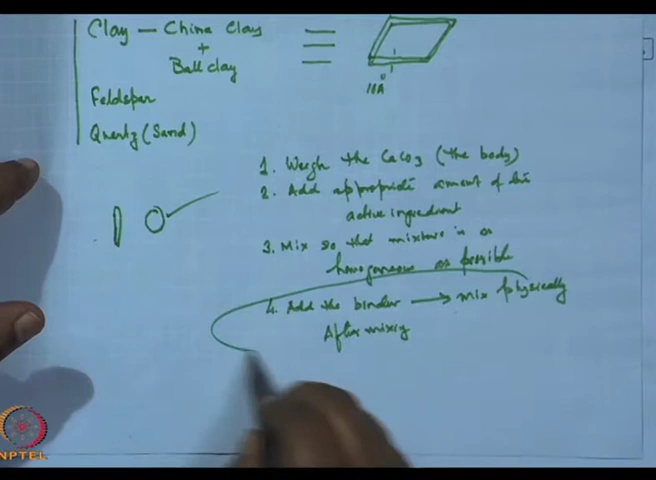 Clay — China Clay
+
Ball clay
Feldspar
Quartz (Sand)
11A°
1. Weigh the CaCO3 (the body)
2. Add appropriate amount of the
active ingredient
3. Mix so that mixture is as
homogeneous as possible
4. Add the binder → mix physically
After mixing
NPTEL